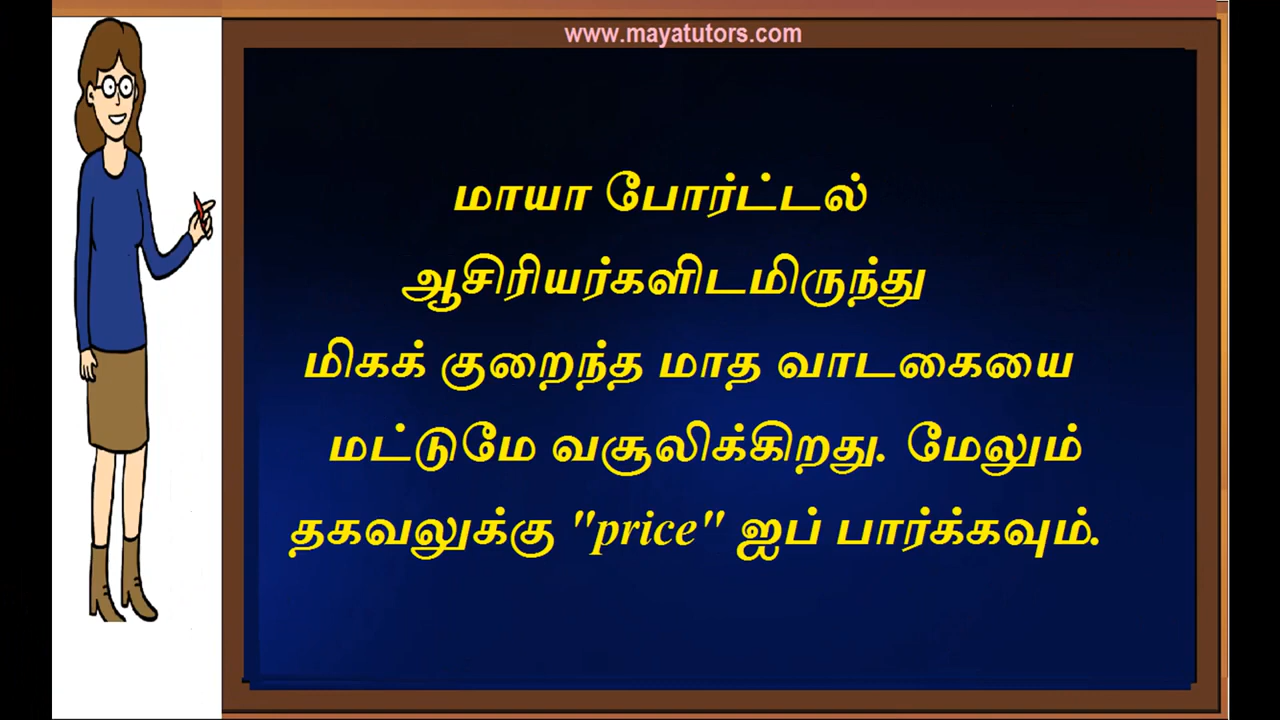 www.mayatutors.com
மாயா போர்ட்டல்
ஆசிரியர்களிடமிருந்து
மிகக் குறைந்த மாத வாடகையை
மட்டுமே வசூலிக்கிறது. மேலும்
தகவலுக்கு "price" ஐப் பார்க்கவும்.